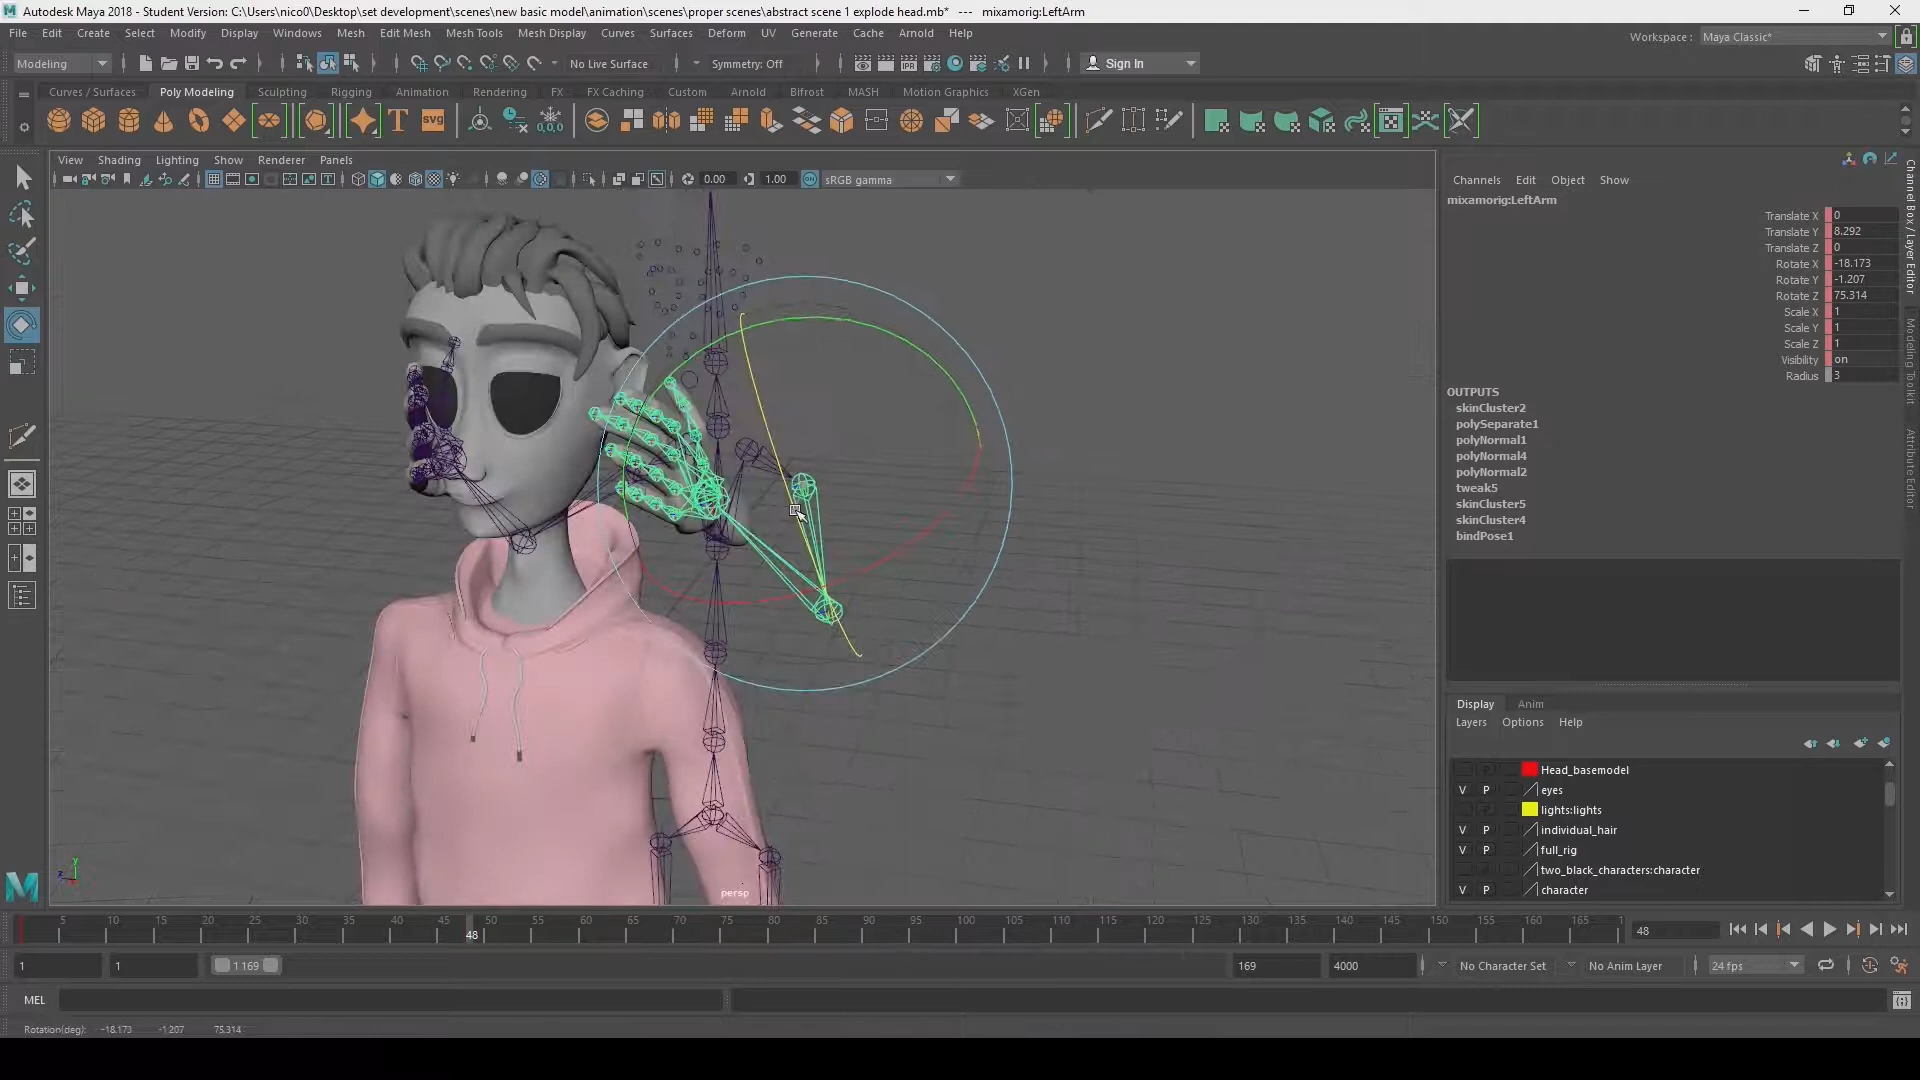 Autodesk Maya 2018 - Student Version: C:\Users\nico0\Desktop\set development\scenes\new basic model\animation\scenes\proper scenes\abstract scene 1 explode head.mb*   ---   mixamorig:LeftArm
File Edit Create Select Modify Display Windows Mesh Edit Mesh Mesh Tools Mesh Display Curves Surfaces Deform UV Generate Cache Arnold Help
Workspace : Maya Classic*
Modeling No Live Surface Symmetry: Off Sign In
Curves / Surfaces Poly Modeling Sculpting Rigging Animation Rendering FX FX Caching Custom Arnold Bifrost MASH Motion Graphics XGen
View Shading Lighting Show Renderer Panels
0.00 1.00 sRGB gamma
Channels Edit Object Show
mixamorig:LeftArm
Translate X 0
Translate Y 8.292
Translate Z 0
Rotate X -18.173
Rotate Y -1.207
Rotate Z 75.314
Scale X 1
Scale Y 1
Scale Z 1
Visibility on
Radius 3
OUTPUTS
skinCluster2
polySeparate1
polyNormal1
polyNormal4
polyNormal2
tweak5
skinCluster5
skinCluster4
bindPose1
Channel Box / Layer Editor
Modeling Toolkit
Attribute Editor
Display Anim
Layers Options Help
Head_basemodel
V P eyes
lights:lights
V P individual_hair
V P full_rig
two_black_characters:character
V P character
persp
5 10 15 20 25 30 35 40 45 50 55 60 65 70 75 80 85 90 95 100 105 110 115 120 125 130 135 140 145 150 155 160 165 1
48
48
1 1 1 169 169 4000 No Character Set No Anim Layer 24 fps
MEL
Rotation(deg): -18.173 -1.207 75.314